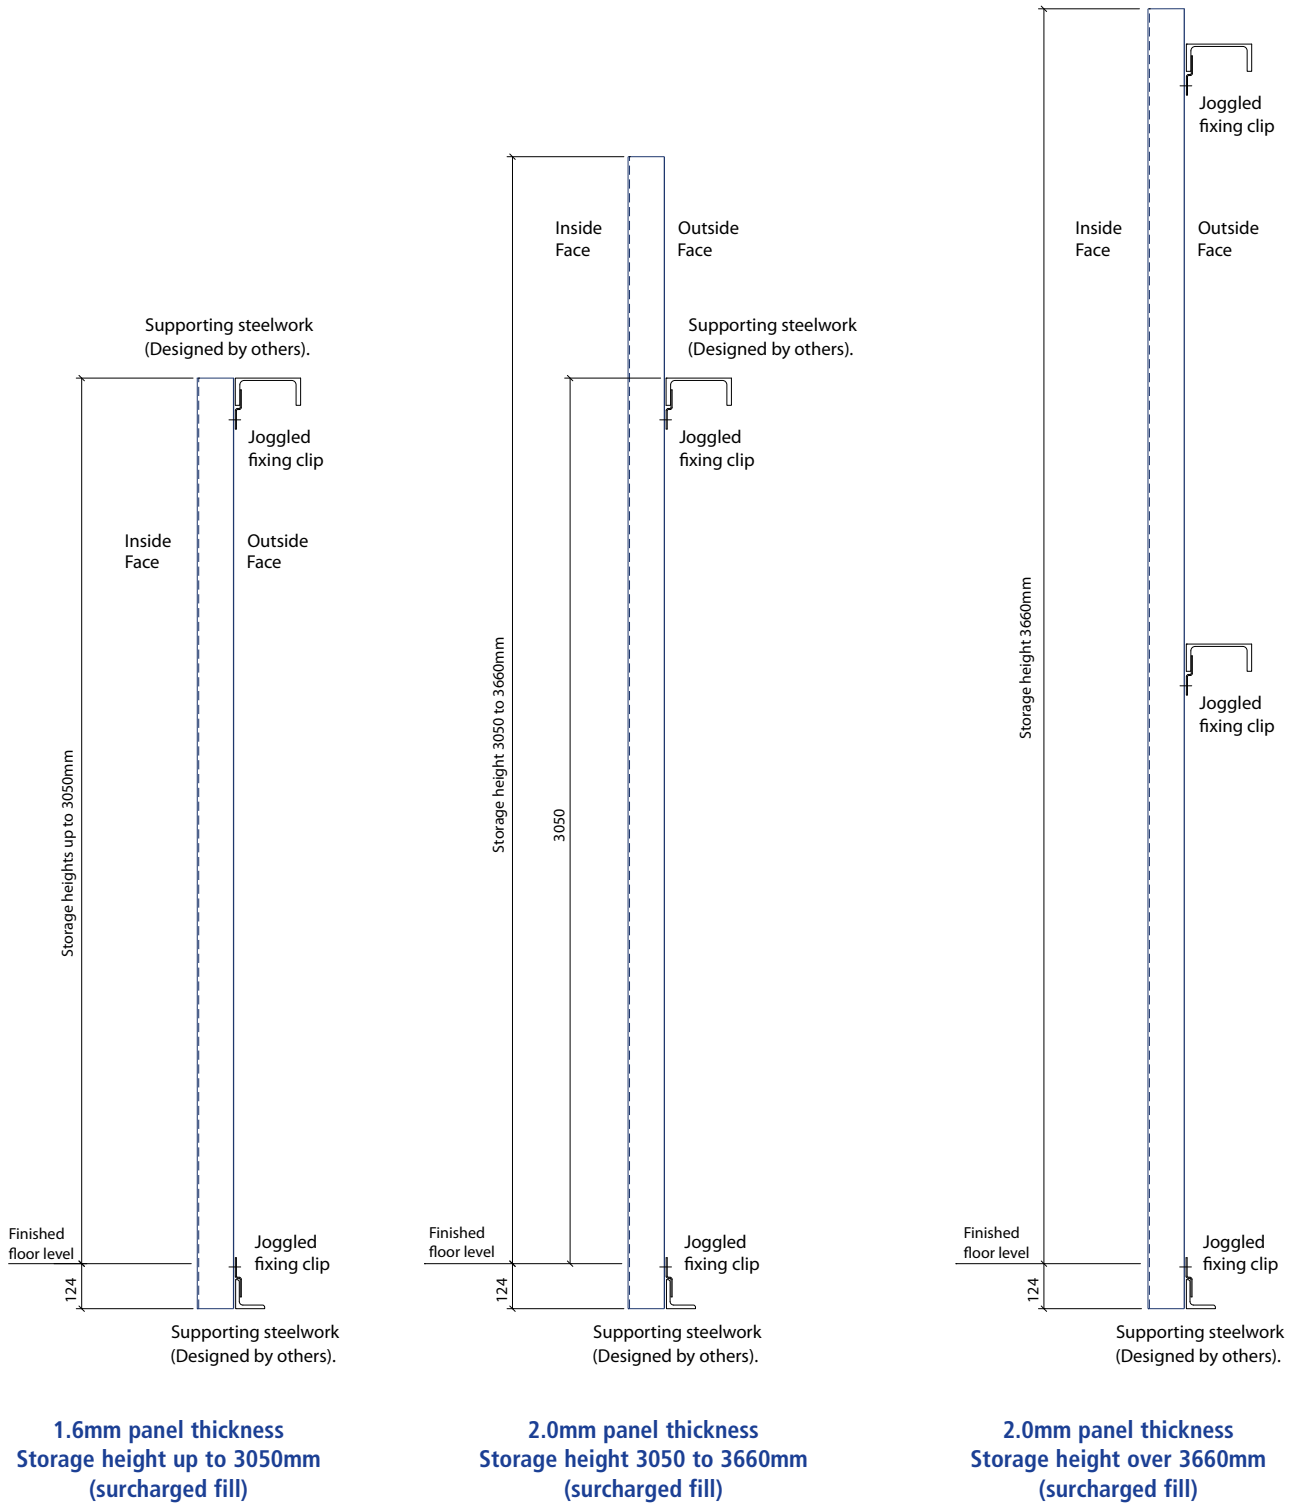 Supporting steelwork
(Designed by others).
Joggled
fixing clip
Inside
Face
Outside
Face
Storage heights up to 3050mm
Finished
floor level
124
Joggled
fixing clip
Supporting steelwork
(Designed by others).
1.6mm panel thickness
Storage height up to 3050mm
(surcharged fill)
Inside
Face
Outside
Face
Supporting steelwork
(Designed by others).
Joggled
fixing clip
Storage height 3050 to 3660mm
3050
Finished
floor level
124
Joggled
fixing clip
Supporting steelwork
(Designed by others).
2.0mm panel thickness
Storage height 3050 to 3660mm
(surcharged fill)
Joggled
fixing clip
Inside
Face
Outside
Face
Storage height 3660mm
Joggled
fixing clip
Finished
floor level
124
Joggled
fixing clip
Supporting steelwork
(Designed by others).
2.0mm panel thickness
Storage height over 3660mm
(surcharged fill)